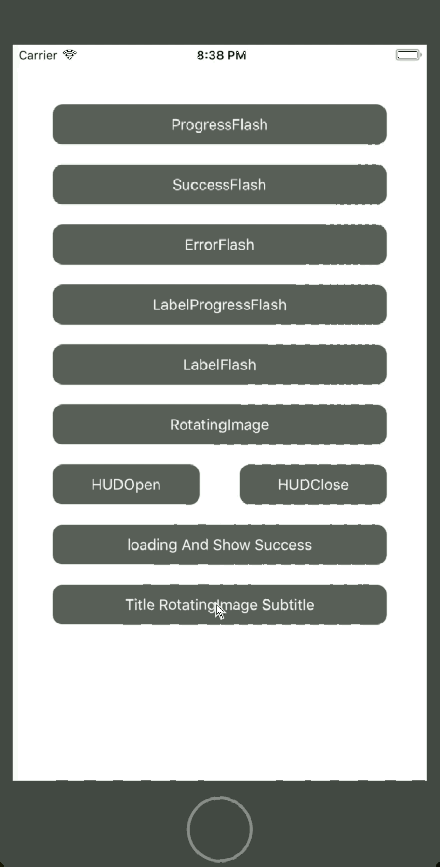 Carrier 8:38 PM
ProgressFlash
SuccessFlash
ErrorFlash
LabelProgressFlash
LabelFlash
RotatingImage
HUDOpen HUDClose
loading And Show Success
Title RotatingImage Subtitle